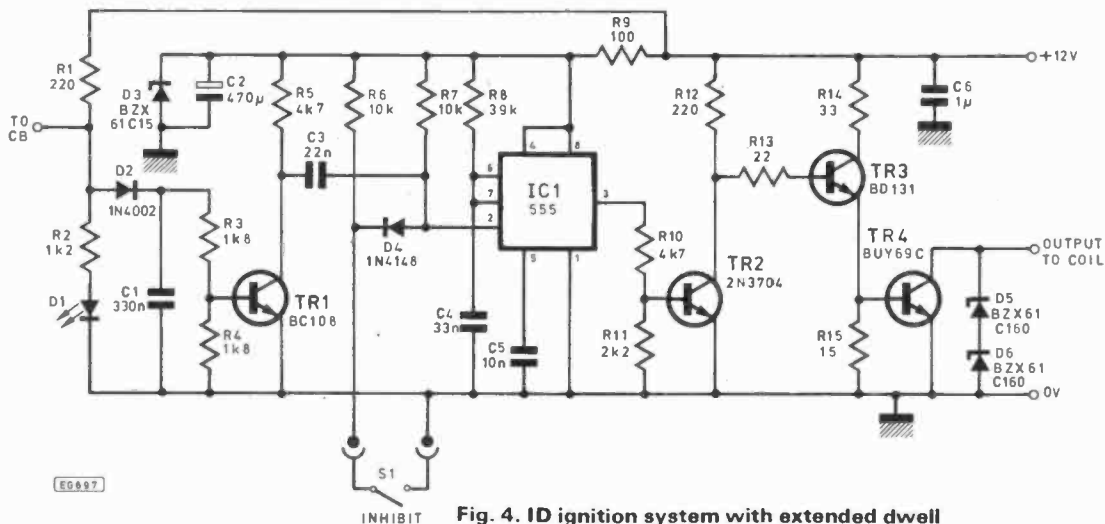 R9
100
+12V
R1
220
D3
BZX
61C15
C2
470µ
R5
4k7
R6
10k
R7
10k
R8
39k
R12
220
R14
33
C6
1µ
TO
CB
C3
22n
4
8
R13
22
TR3
BD131
D2
1N4002
6
7
2
IC1
555
3
R2
1k2
R3
1k8
D4
1N4148
5
1
R10
4k7
TR4
BUY69C
OUTPUT
TO COIL
D1
C1
330n
TR1
BC108
TR2
2N3704
D5
BZX61
C160
R4
1k8
C4
33n
C5
10n
R11
2k2
R15
15
D6
BZX61
C160
0V
EG697
S1
INHIBIT
Fig. 4. ID ignition system with extended dwell